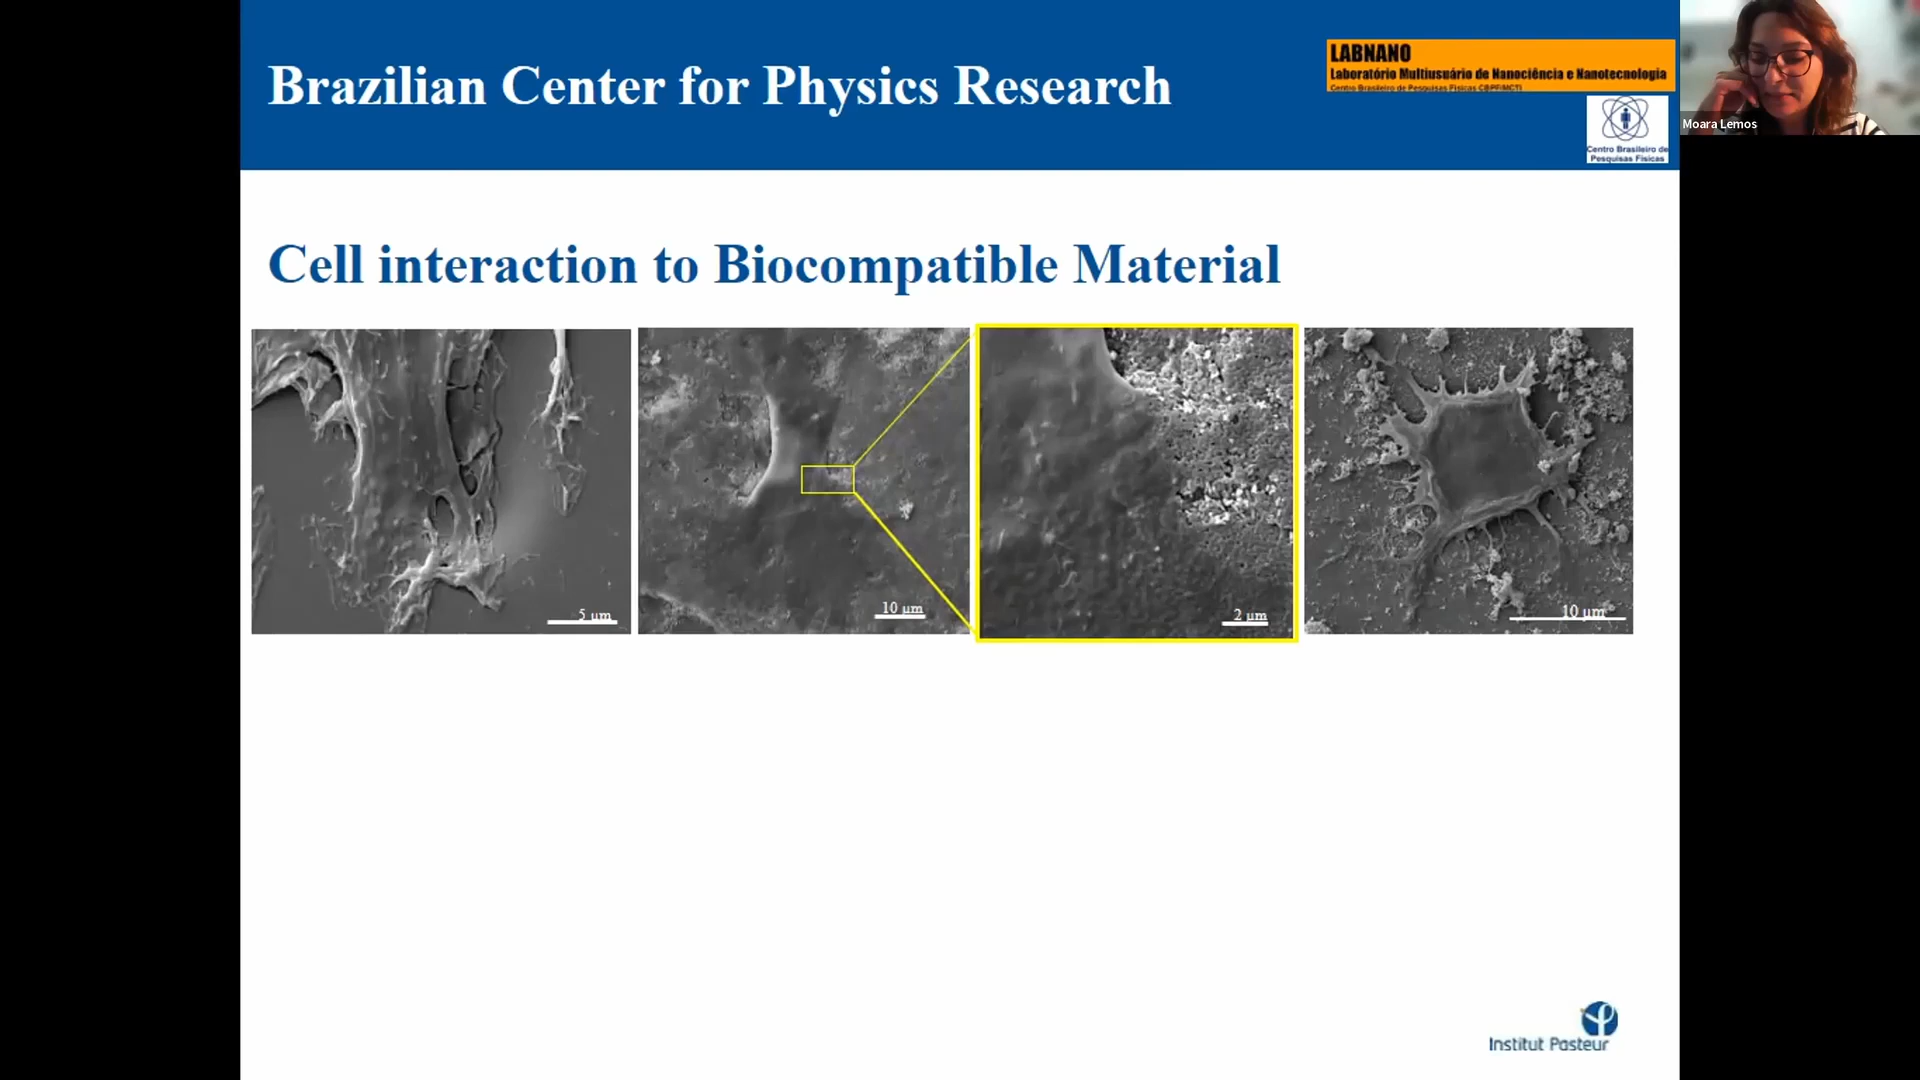 Brazilian Center for Physics Research
LABNANO
Laboratório Multiusuário de Nanociência e Nanotecnologia
Centro Brasileiro de Pesquisas Físicas CBPF/MCTI
Centro Brasileiro de
Pesquisas Físicas
Moara Lemos
Cell interaction to Biocompatible Material
5 µm
10 µm
2 µm
10 µm
Institut Pasteur